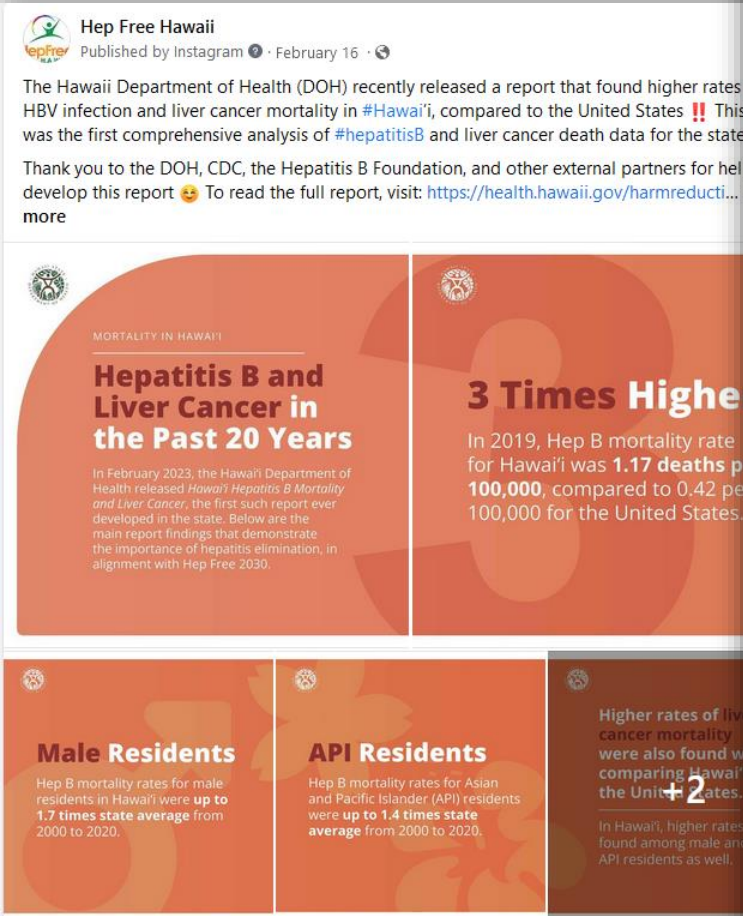 Hep Free Hawaii
Published by Instagram · February 16 ·
The Hawaii Department of Health (DOH) recently released a report that found higher rates
HBV infection and liver cancer mortality in #Hawai'i, compared to the United States ‼️ This
was the first comprehensive analysis of #hepatitisB and liver cancer death data for the state
Thank you to the DOH, CDC, the Hepatitis B Foundation, and other external partners for hel
develop this report 😊 To read the full report, visit: https://health.hawaii.gov/harmreducti...
more
MORTALITY IN HAWAI'I
Hepatitis B and
Liver Cancer in
the Past 20 Years
In February 2023, the Hawai'i Department of
Health released Hawai'i Hepatitis B Mortality
and Liver Cancer, the first such report ever
developed in the state. Below are the
main report findings that demonstrate
the importance of hepatitis elimination, in
alignment with Hep Free 2030.
3
3 Times Highe
In 2019, Hep B mortality rate
for Hawai'i was 1.17 deaths p
100,000, compared to 0.42 pe
100,000 for the United States.
Male Residents
Hep B mortality rates for male
residents in Hawai'i were up to
1.7 times state average from
2000 to 2020.
API Residents
Hep B mortality rates for Asian
and Pacific Islander (API) residents
were up to 1.4 times state
average from 2000 to 2020.
Higher rates of liv
cancer mortality
were also found w
comparing Hawai'
the United States.
+2
In Hawai'i, higher rates
found among male and
API residents as well.